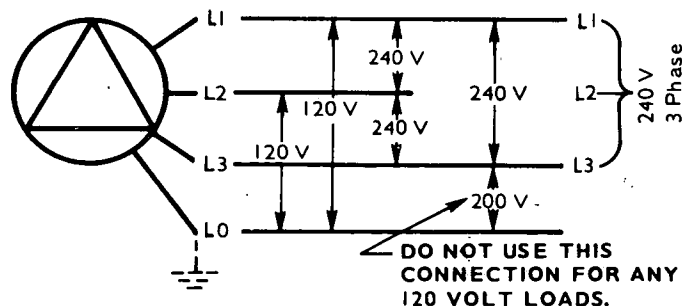 L1
L2
L3
L0
240 V
240 V
120 V
120 V
240 V
200 V
L1
L2
L3
240 V
3 Phase
DO NOT USE THIS
CONNECTION FOR ANY
120 VOLT LOADS.